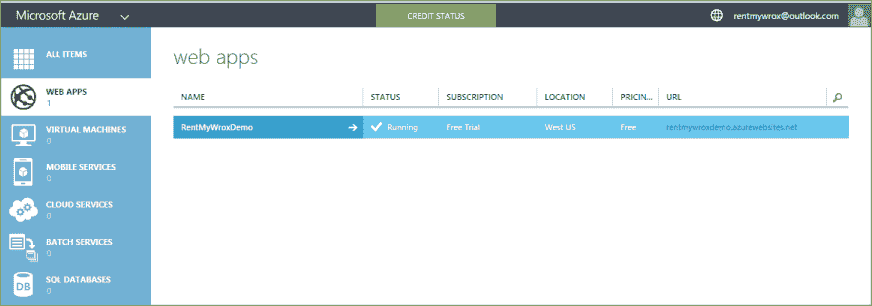 Microsoft Azure
CREDIT STATUS
rentmywrox@outlook.com
ALL ITEMS
WEB APPS
1
VIRTUAL MACHINES
0
MOBILE SERVICES
0
CLOUD SERVICES
0
BATCH SERVICES
0
SQL DATABASES
0
DB
web apps
NAME STATUS SUBSCRIPTION LOCATION PRICIN... URL
RentMyWroxDemo Running Free Trial West US Free rentmywroxdemo.azurewebsites.net